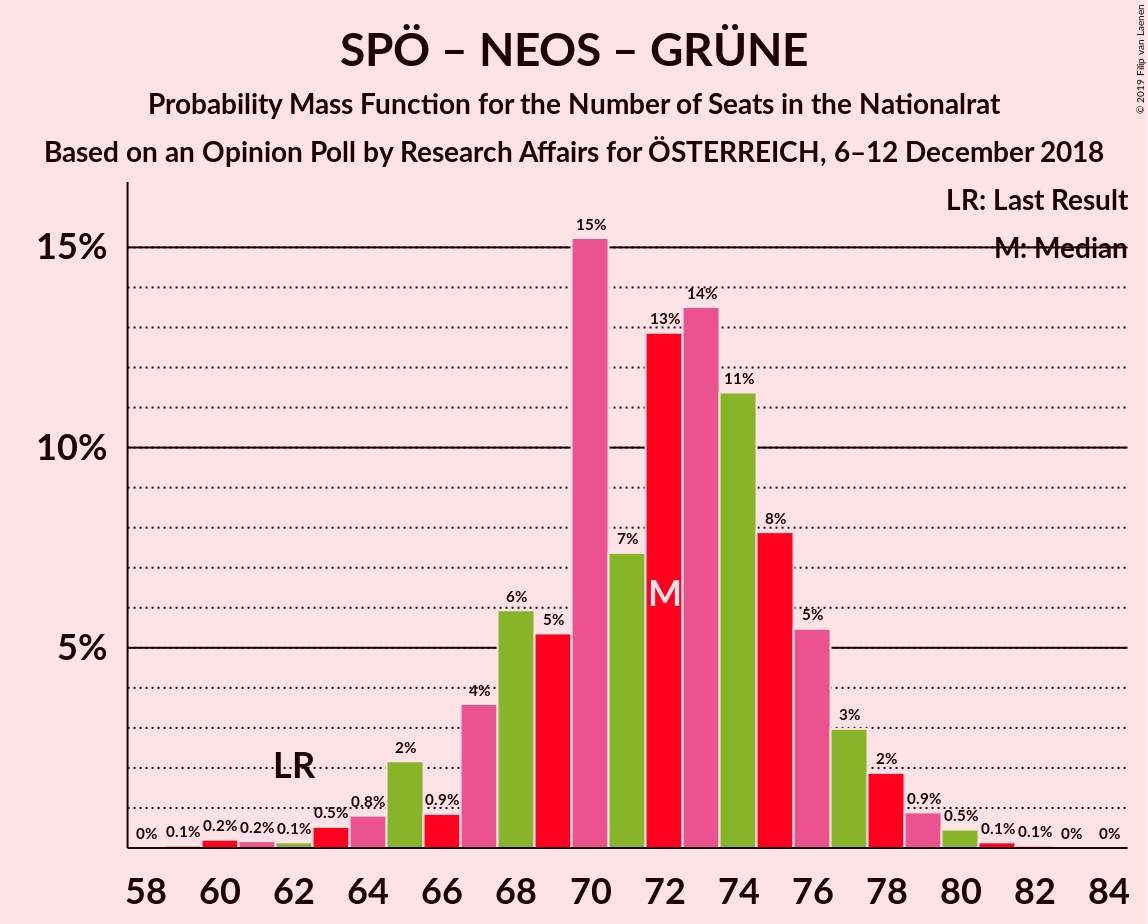 SPÖ – NEOS – GRÜNE
Probability Mass Function for the Number of Seats in the Nationalrat
Based on an Opinion Poll by Research Affairs for ÖSTERREICH, 6–12 December 2018
© 2019 Filip van Laenen
LR: Last Result
M: Median
15%
10%
5%
0% 0.1% 0.2% 0.2% 0.1% 0.5% 0.8% 2% 0.9% 4% 6% 5% 15% 7% 13% 14% 11% 8% 5% 3% 2% 0.9% 0.5% 0.1% 0.1% 0% 0%
LR
M
58 60 62 64 66 68 70 72 74 76 78 80 82 84